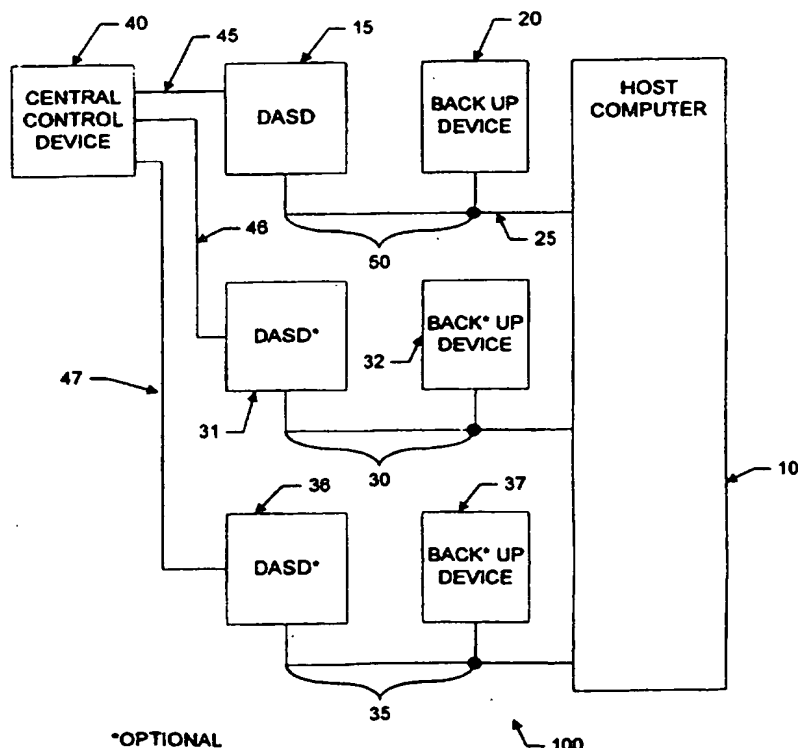 40
45
15
20
CENTRAL
CONTROL
DEVICE
DASD
BACK UP
DEVICE
HOST
COMPUTER
46
50
25
DASD*
BACK* UP
DEVICE
32
47
31
30
10
36
37
DASD*
BACK* UP
DEVICE
35
*OPTIONAL
100